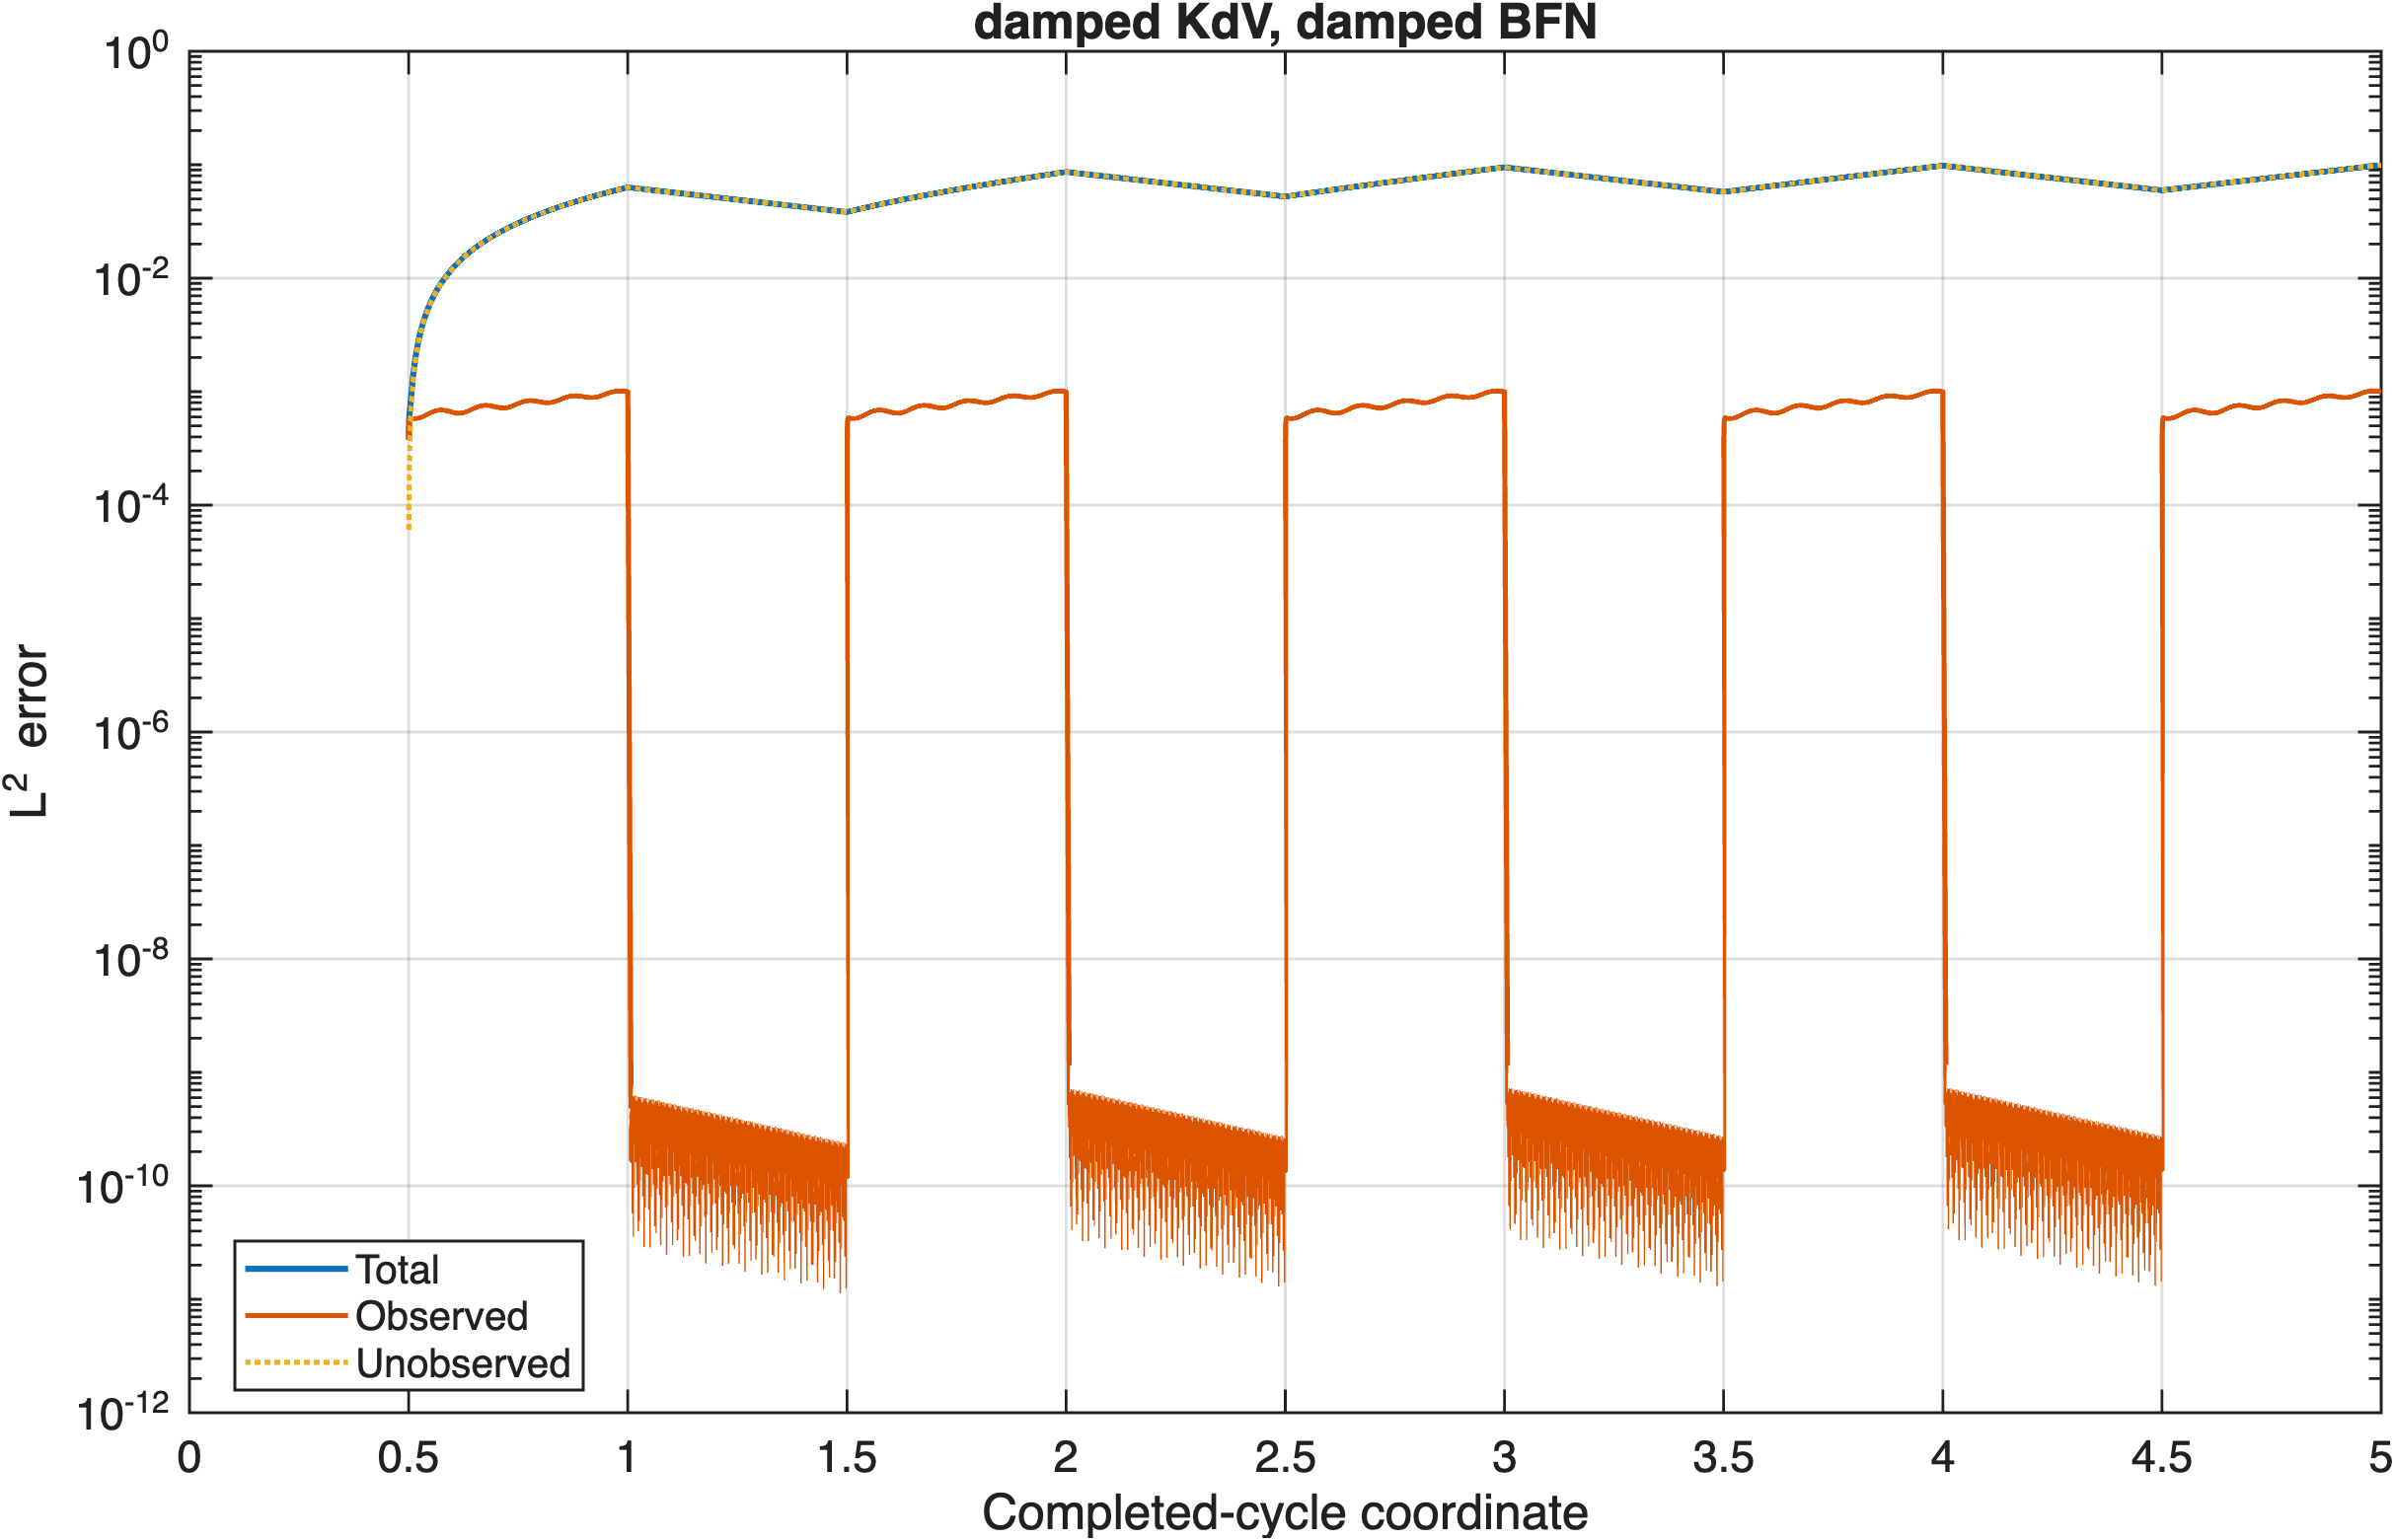 damped KdV, damped BFN
10^0
10^-2
10^-4
10^-6
10^-8
10^-10
10^-12
L^2 error
Total
Observed
Unobserved
0 0.5 1 1.5 2 2.5 3 3.5 4 4.5 5
Completed-cycle coordinate